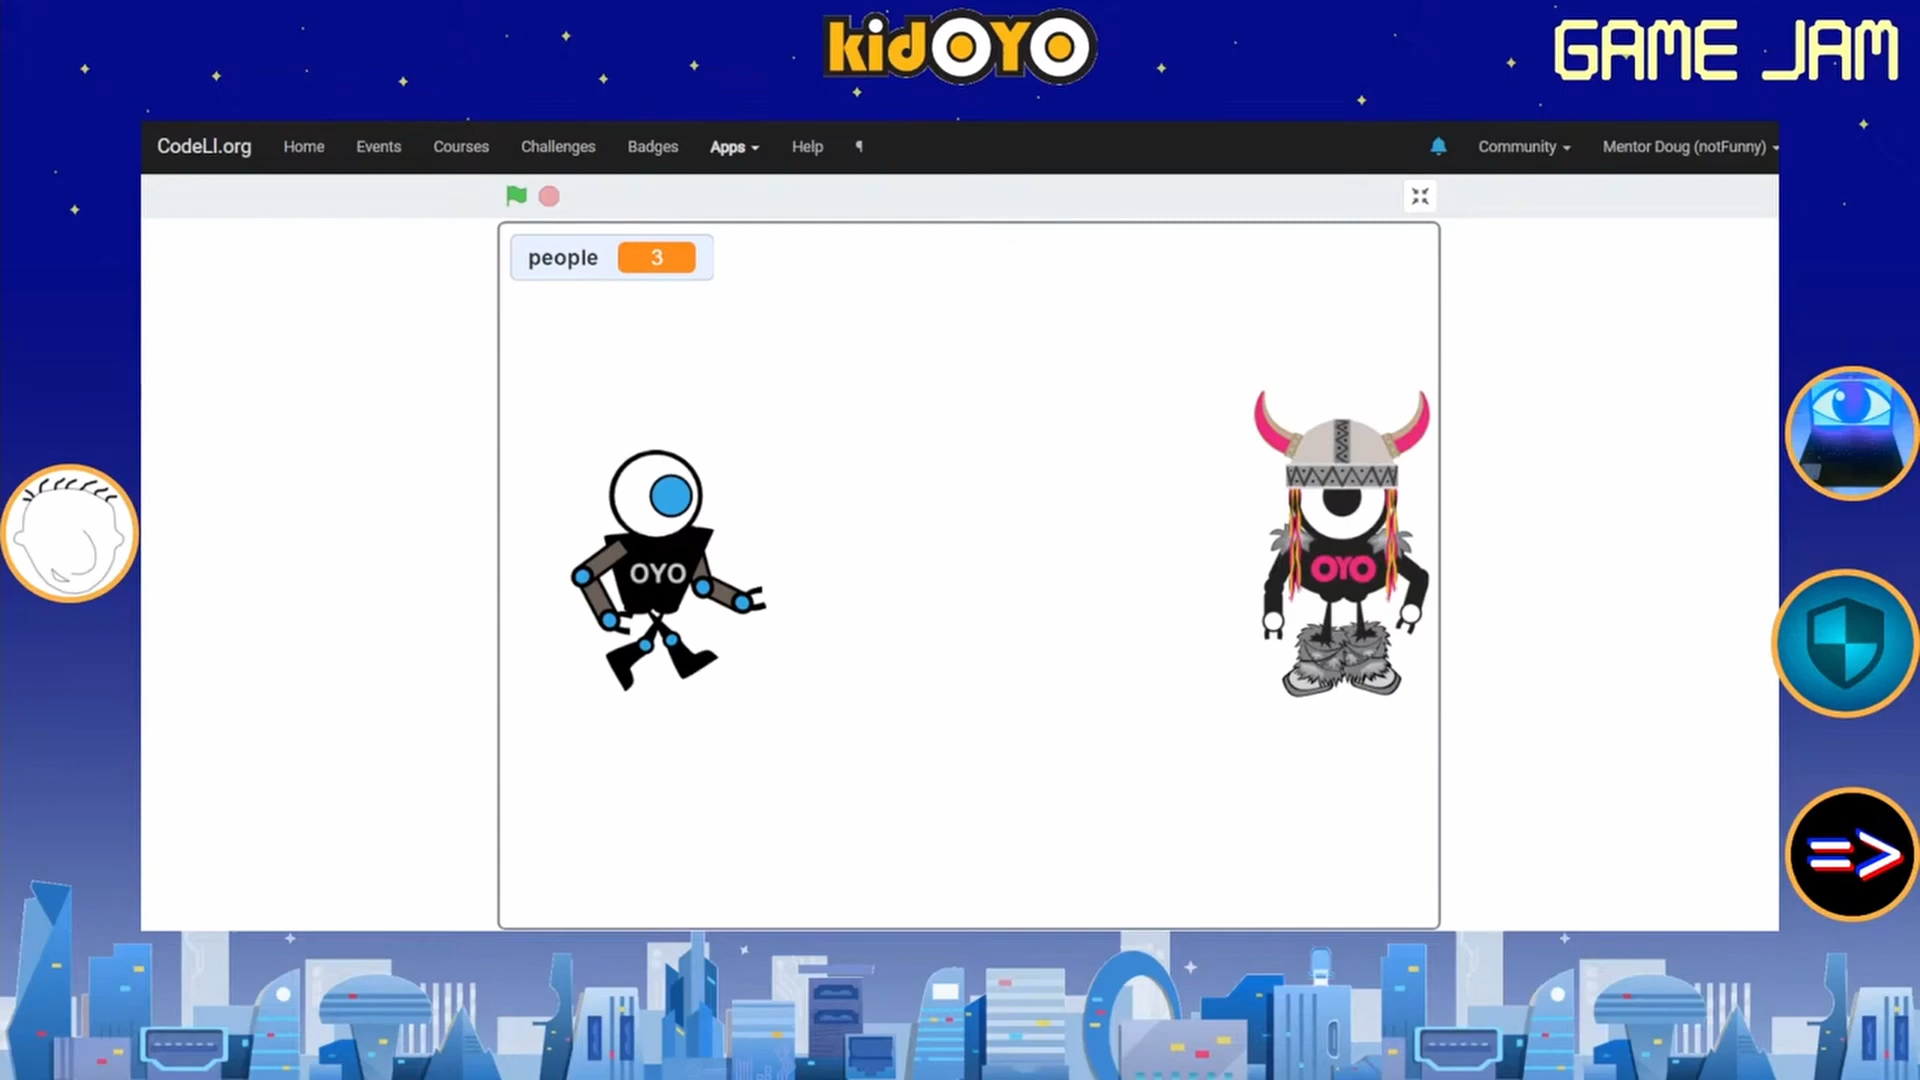 kidOYO
GAME JAM
CodeLI.org Home Events Courses Challenges Badges Apps Help ¶ Community Mentor Doug (notFunny)
people 3
OYO
OYO
=>